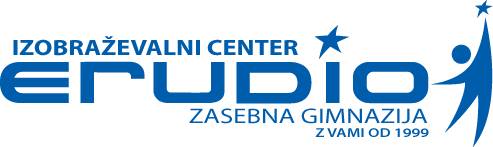 IZOBRAŽEVALNI CENTER
ERUDIO
ZASEBNA GIMNAZIJA
Z VAMI OD 1999